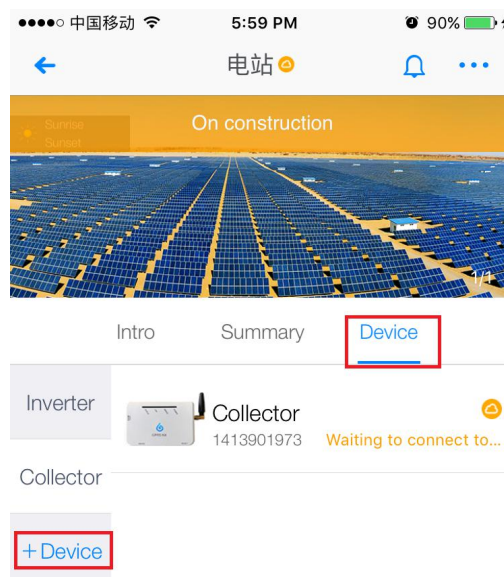 中国移动 5:59 PM 90%
电站
Sunrise
Sunset
On construction
1/1
Intro Summary Device
Inverter
Collector
1413901973 Waiting to connect to...
Collector
+Device